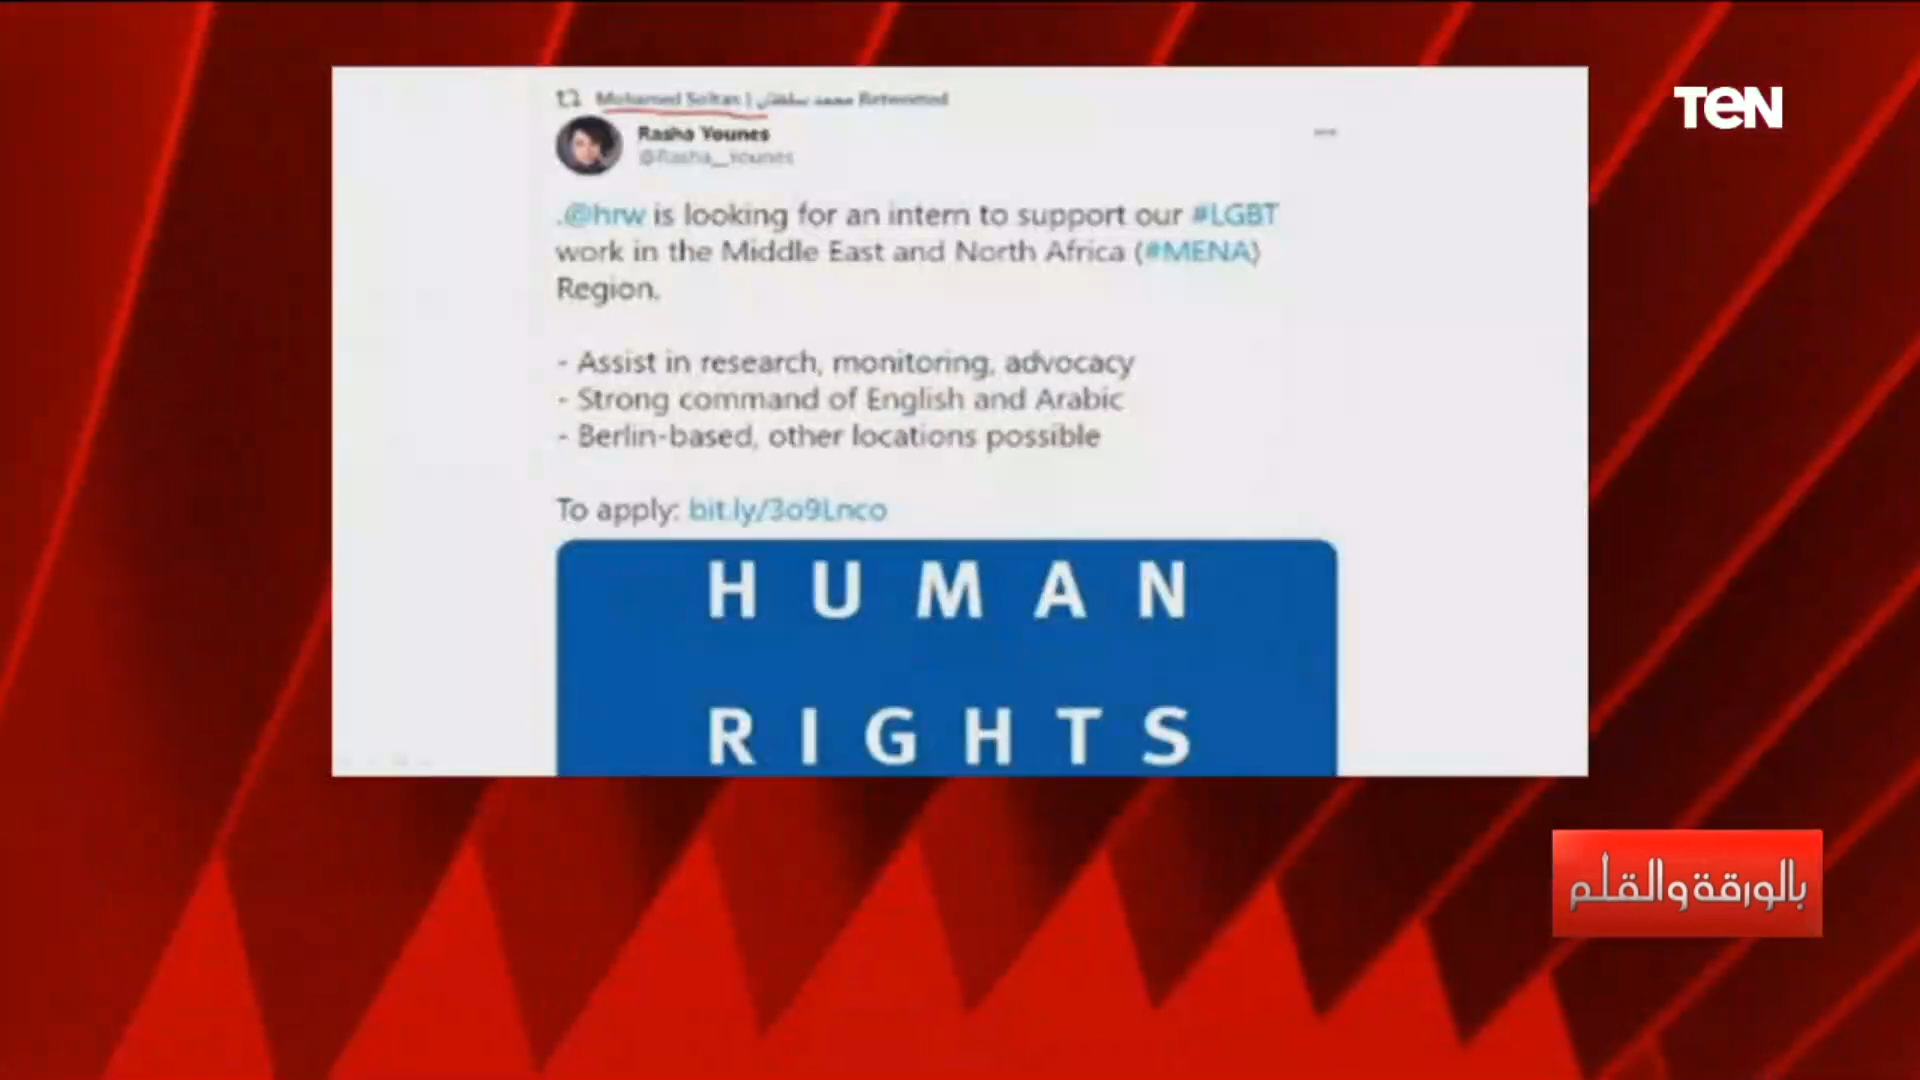 TeN
Mohamed Soltan | محمد سلطان Retweeted
Rasha Younes
@Rasha__Younes
.@hrw is looking for an intern to support our #LGBT
work in the Middle East and North Africa (#MENA)
Region.
- Assist in research, monitoring, advocacy
- Strong command of English and Arabic
- Berlin-based, other locations possible
To apply: bit.ly/3o9Lnco
HUMAN
RIGHTS
بالورقة والقلم